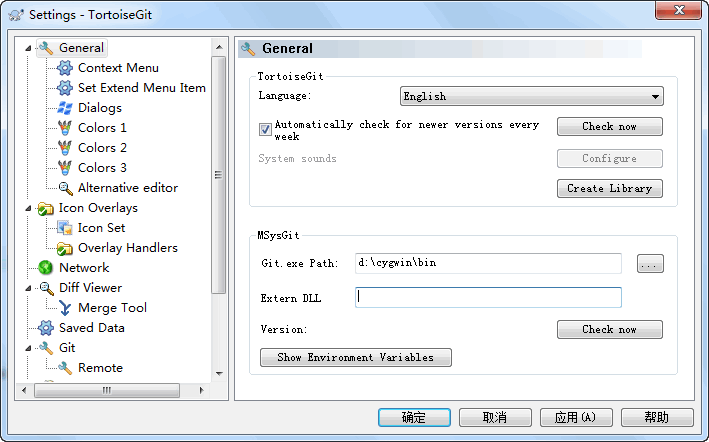 Settings - TortoiseGit
General
Context Menu
Set Extend Menu Item
Dialogs
Colors 1
Colors 2
Colors 3
Alternative editor
Icon Overlays
Icon Set
Overlay Handlers
Network
Diff Viewer
Merge Tool
Saved Data
Git
Remote
General
TortoiseGit
Language:
English
Automatically check for newer versions every
week
Check now
System sounds
Configure
Create Library
MSysGit
Git.exe Path:
d:\cygwin\bin
...
Extern DLL
Version:
Check now
Show Environment Variables
确定
取消
应用(A)
帮助